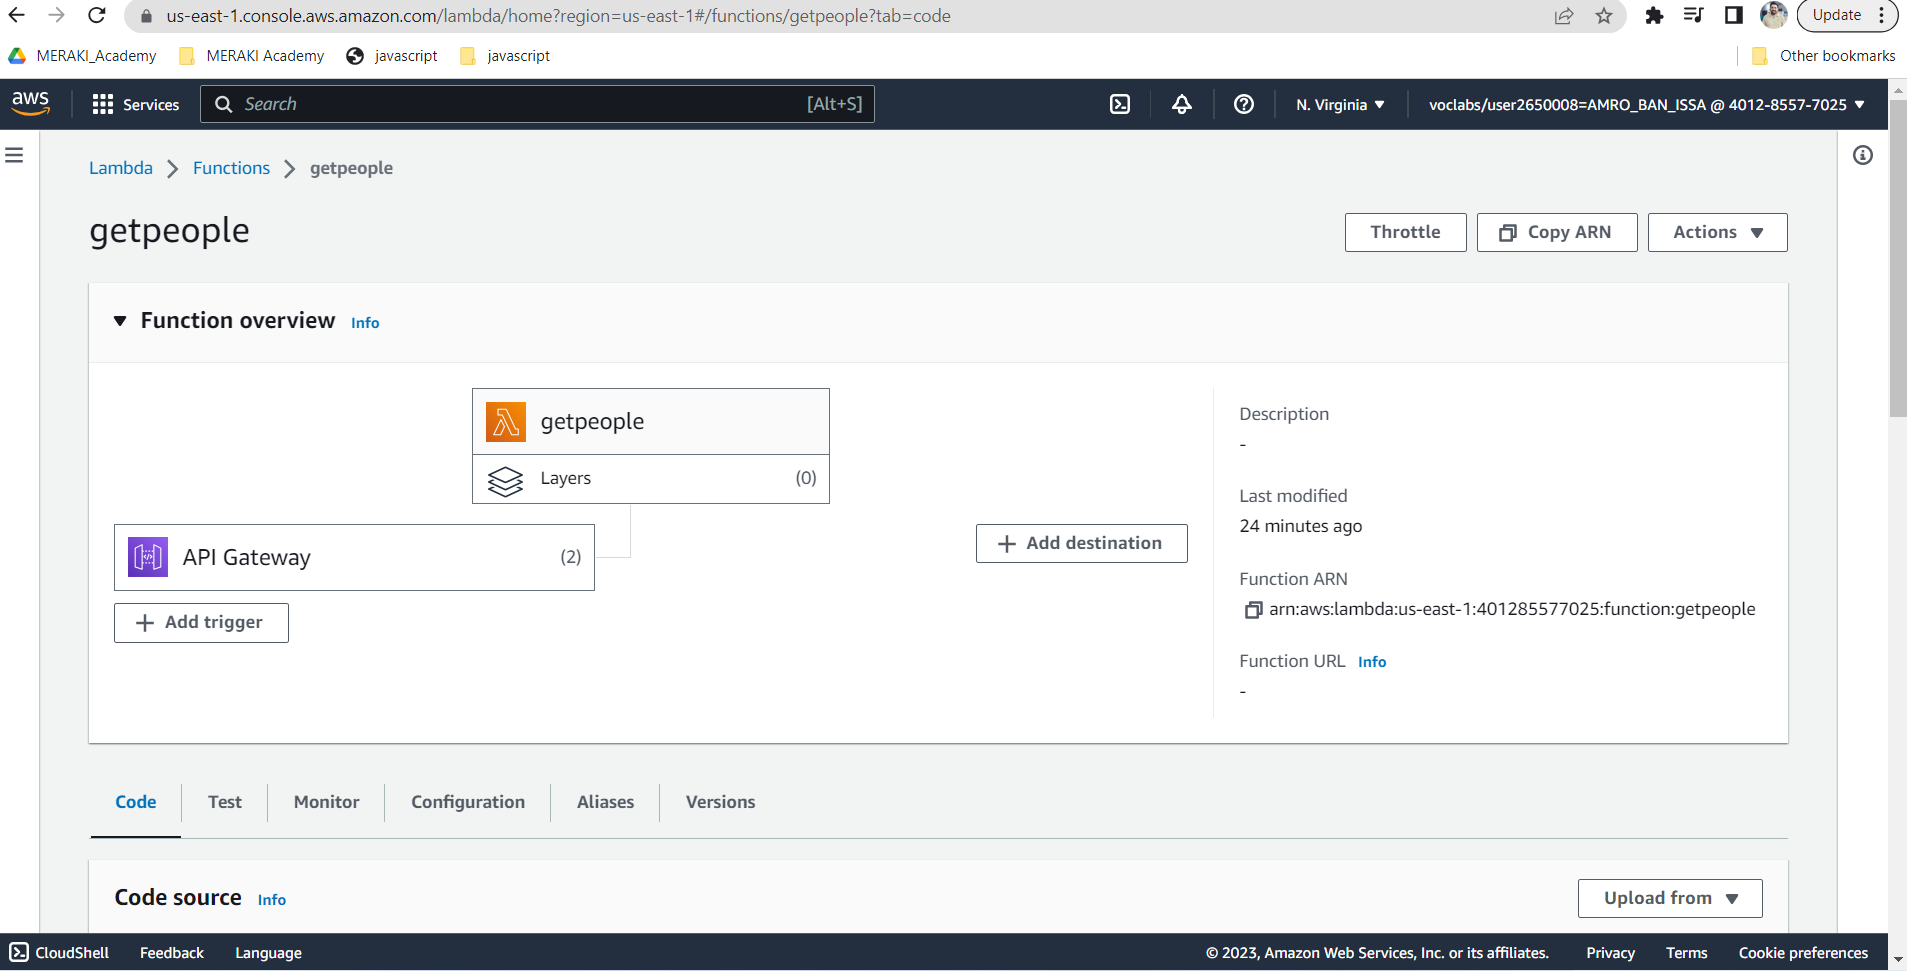 us-east-1.console.aws.amazon.com/lambda/home?region=us-east-1#/functions/getpeople?tab=code
Update
MERAKI_Academy
MERAKI Academy
javascript
javascript
Other bookmarks
aws
Services
Search
[Alt+S]
N. Virginia
voclabs/user2650008=AMRO_BAN_ISSA @ 4012-8557-7025
Lambda
Functions
getpeople
getpeople
Throttle
Copy ARN
Actions
Function overview
Info
getpeople
Layers
(0)
API Gateway
(2)
Add trigger
Add destination
Description
-
Last modified
24 minutes ago
Function ARN
arn:aws:lambda:us-east-1:401285577025:function:getpeople
Function URL
Info
-
Code
Test
Monitor
Configuration
Aliases
Versions
Code source
Info
Upload from
CloudShell
Feedback
Language
© 2023, Amazon Web Services, Inc. or its affiliates.
Privacy
Terms
Cookie preferences